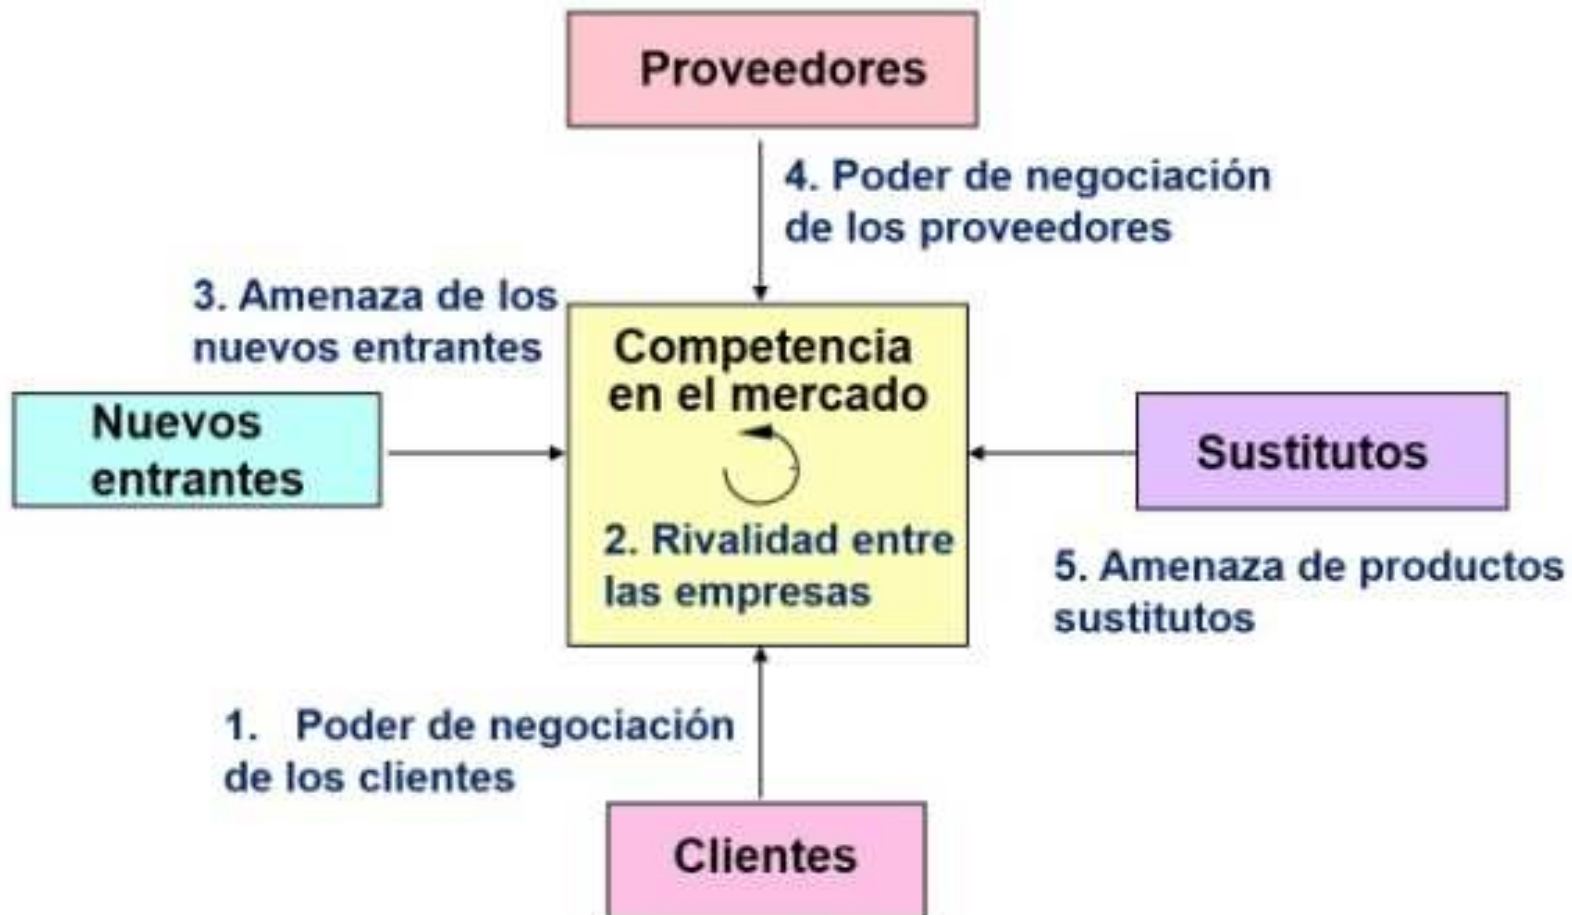 Proveedores
4. Poder de negociación
de los proveedores
3. Amenaza de los
nuevos entrantes
Nuevos
entrantes
Competencia
en el mercado
2. Rivalidad entre
las empresas
Sustitutos
5. Amenaza de productos
sustitutos
1. Poder de negociación
de los clientes
Clientes